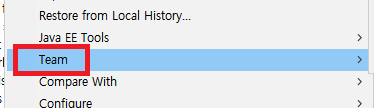 Restore from Local History...
Java EE Tools
Team
Compare With
Configure